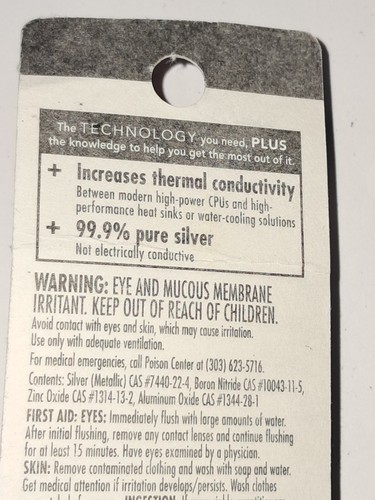 The TECHNOLOGY you need, PLUS
the knowledge to help you get the most out of it.
+ Increases thermal conductivity
Between modern high-power CPUs and high-
performance heat sinks or water-cooling solutions
+ 99.9% pure silver
Not electrically conductive
WARNING: EYE AND MUCOUS MEMBRANE
IRRITANT. KEEP OUT OF REACH OF CHILDREN.
Avoid contact with eyes and skin, which may cause irritation.
Use only with adequate ventilation.
For medical emergencies, call Poison Center at (303) 623-5716.
Contents: Silver (Metallic) CAS #7440-22-4, Boron Nitride CAS #10043-11-5,
Zinc Oxide CAS #1314-13-2, Aluminum Oxide CAS #1344-28-1
FIRST AID: EYES: Immediately flush with large amounts of water.
After initial flushing, remove any contact lenses and continue flushing
for at least 15 minutes. Have eyes examined by a physician.
SKIN: Remove contaminated clothing and wash with soap and water.
Get medical attention if irritation develops/persists. Wash clothes